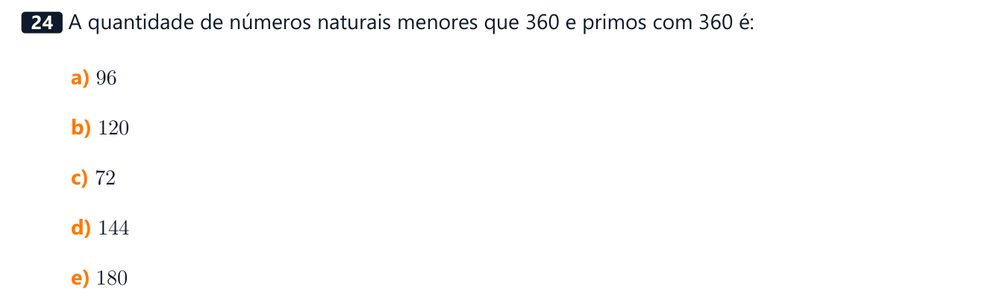 24 A quantidade de números naturais menores que 360 e primos com 360 é:
a) 96
b) 120
c) 72
d) 144
e) 180